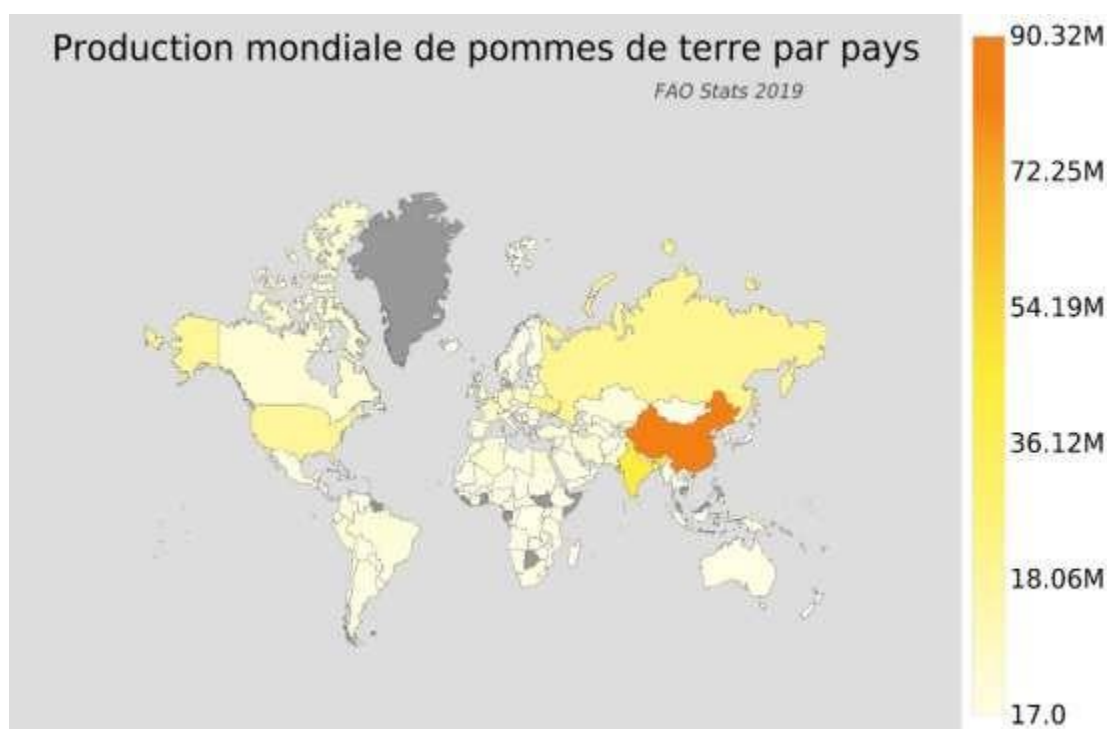 Production mondiale de pommes de terre par pays
FAO Stats 2019
90.32M
72.25M
54.19M
36.12M
18.06M
17.0